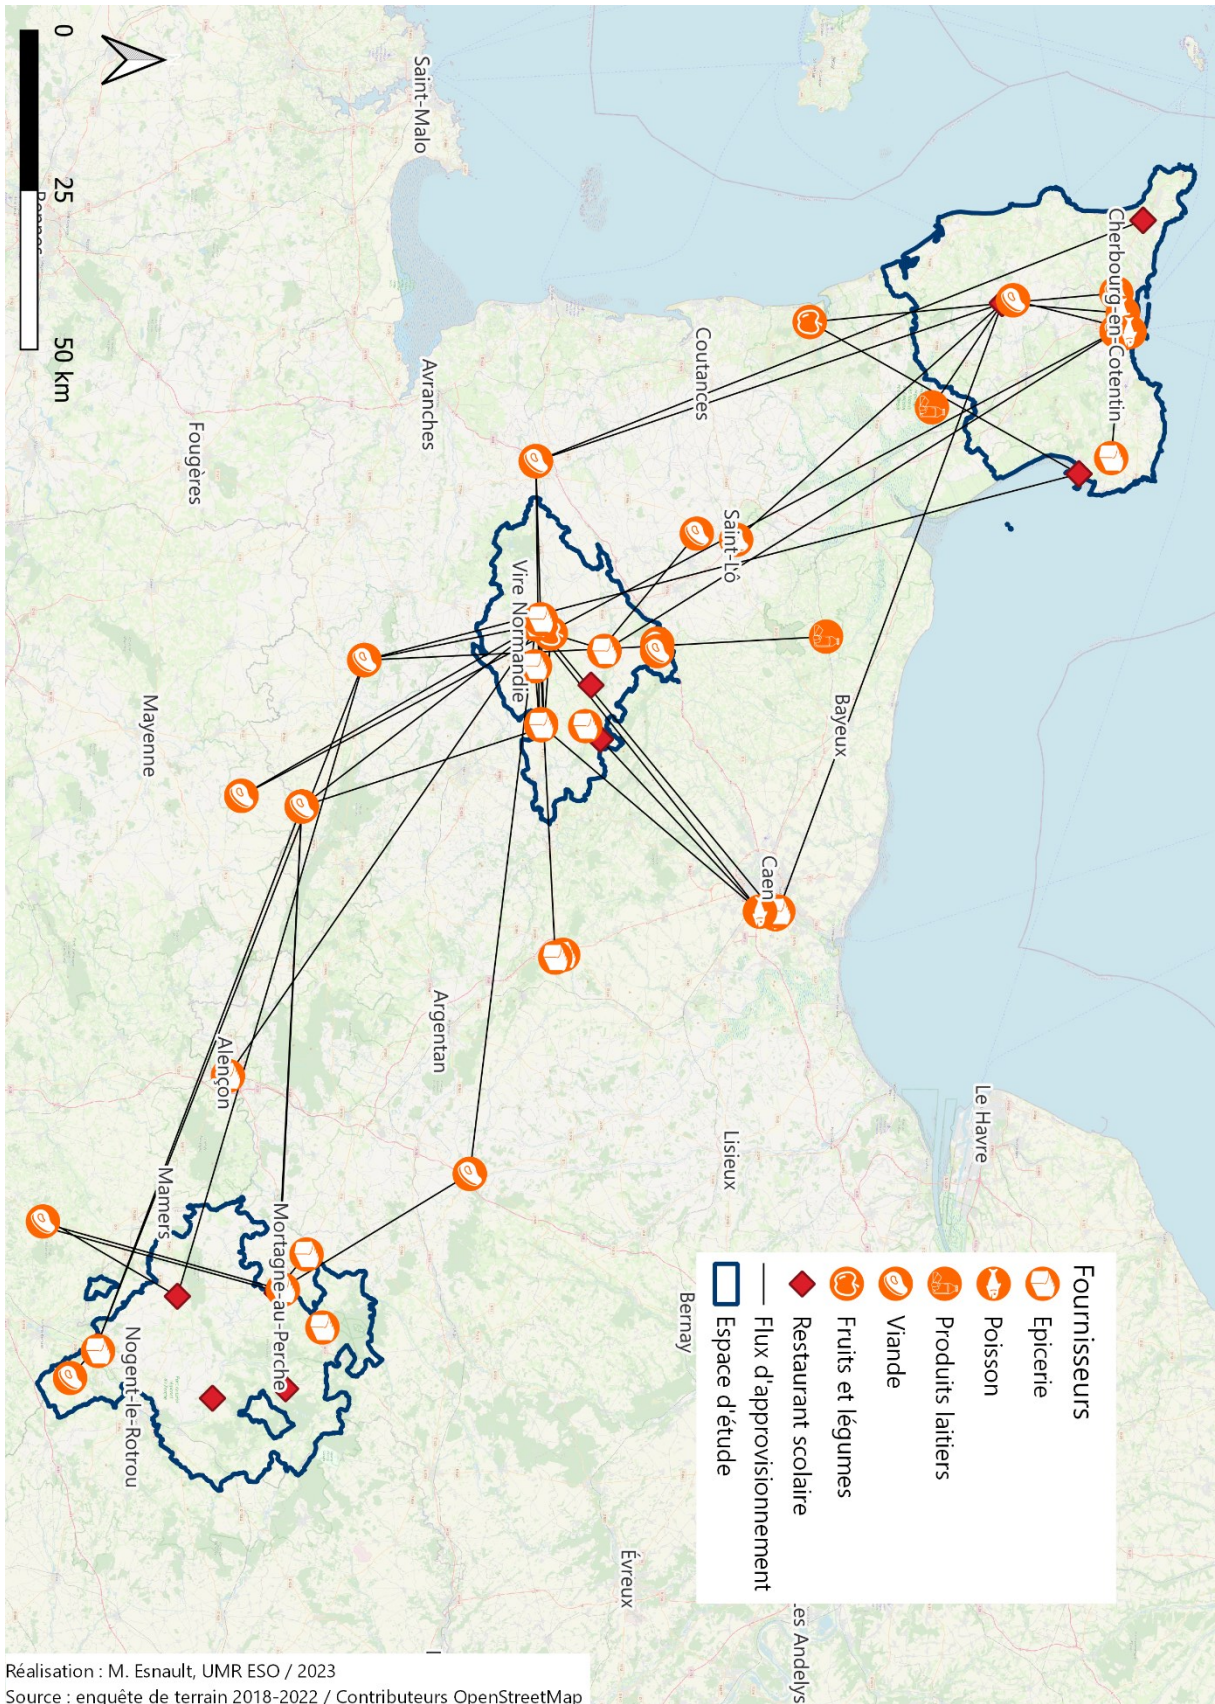 Fournisseurs
Epicerie
Poisson
Produits laitiers
Viande
Fruits et légumes
Restaurant scolaire
Flux d'approvisionnement
Espace d'étude
Cherbourg-en-Cotentin
Saint-Malo
Coutances
Avranches
Fougères
Saint-Lô
Vire Normandie
Bayeux
Mayenne
Caen
Argentan
Alençon
Le Havre
Lisieux
Mamers
Mortagne-au-Perche
Bernay
Nogent-le-Rotrou
Évreux
Les Andelys
Rennes
0
25
50 km
Réalisation : M. Esnault, UMR ESO / 2023
Source : enquête de terrain 2018-2022 / Contributeurs OpenStreetMap